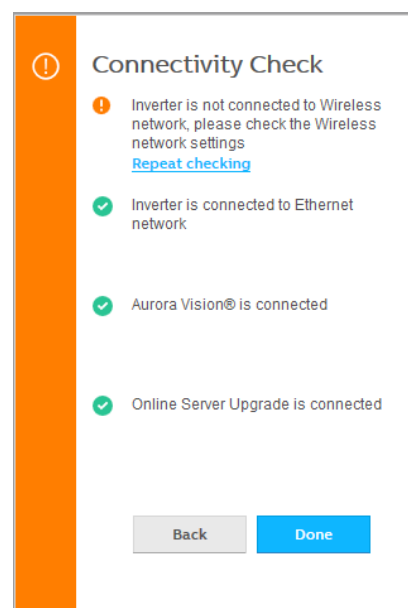 Connectivity Check
Inverter is not connected to Wireless
network, please check the Wireless
network settings
Repeat checking
Inverter is connected to Ethernet
network
Aurora Vision® is connected
Online Server Upgrade is connected
Back
Done